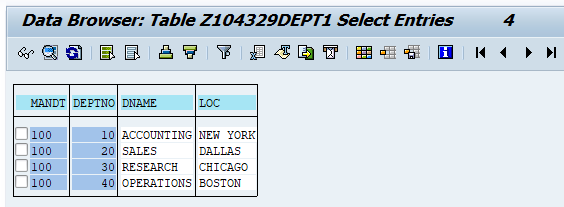 Data Browser: Table Z104329DEPT1 Select Entries 4
MANDT DEPTNO DNAME LOC
100 10 ACCOUNTING NEW YORK
100 20 SALES DALLAS
100 30 RESEARCH CHICAGO
100 40 OPERATIONS BOSTON